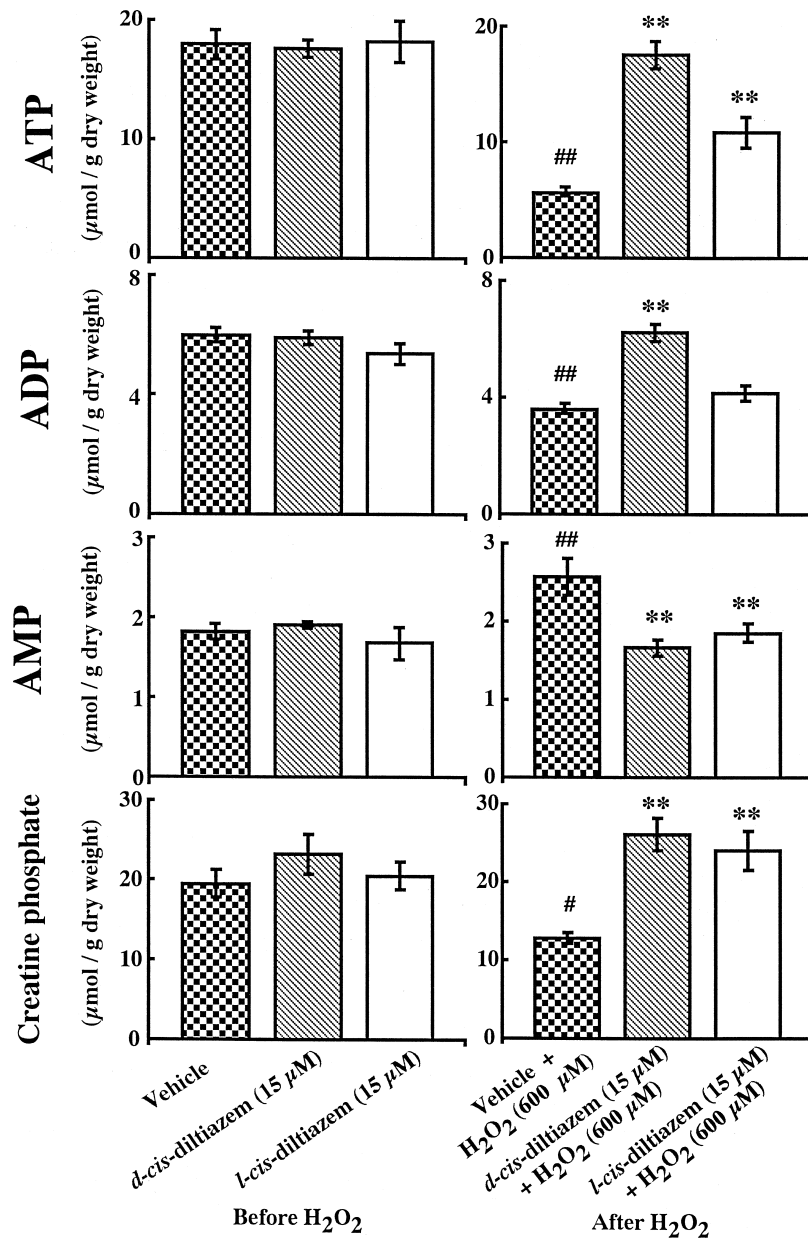 ATP
(µmol / g dry weight)
20
10
0
20
10
0
##
**
**
ADP
(µmol / g dry weight)
8
4
0
8
4
0
##
**
AMP
(µmol / g dry weight)
3
2
1
0
3
2
1
0
##
**
**
Creatine phosphate
(µmol / g dry weight)
30
20
10
0
30
20
10
0
#
**
**
Vehicle
d-cis-diltiazem (15 µM)
l-cis-diltiazem (15 µM)
Before H₂O₂
Vehicle +
H₂O₂ (600 µM)
d-cis-diltiazem (15 µM)
+ H₂O₂ (600 µM)
l-cis-diltiazem (15 µM)
+ H₂O₂ (600 µM)
After H₂O₂